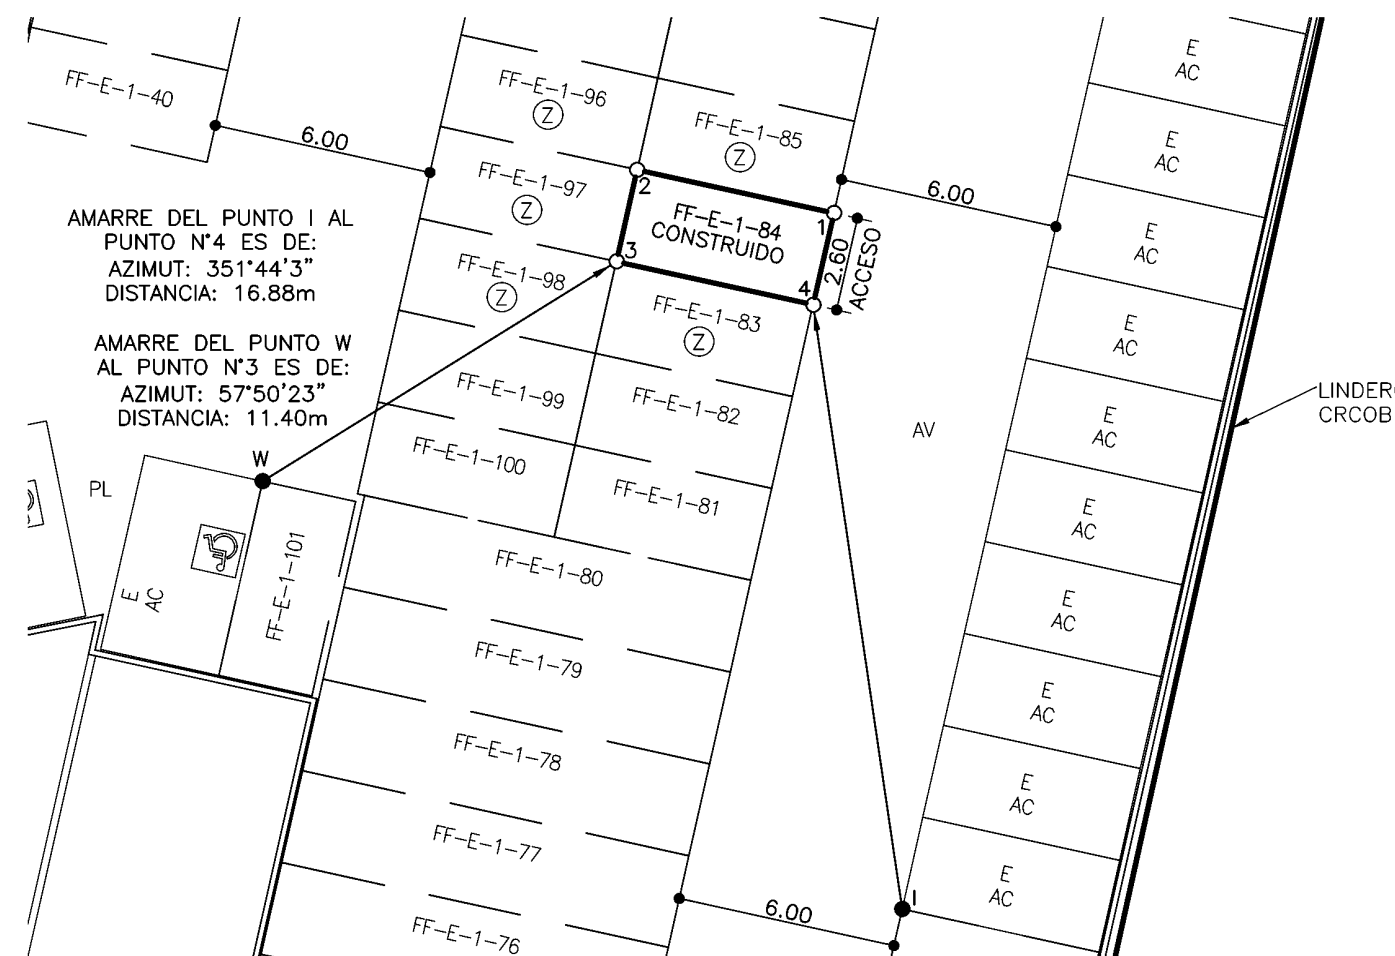 FF-E-1-40
6.00
FF-E-1-96
Z
FF-E-1-85
Z
E
AC
E
AC
FF-E-1-97
Z
2
FF-E-1-84
CONSTRUIDO
1
6.00
AMARRE DEL PUNTO I AL
PUNTO N°4 ES DE:
AZIMUT: 351°44'3"
DISTANCIA: 16.88m
3
2.60
ACCESO
4
E
AC
FF-E-1-98
Z
FF-E-1-83
Z
E
AC
AMARRE DEL PUNTO W
AL PUNTO N°3 ES DE:
AZIMUT: 57°50'23"
DISTANCIA: 11.40m
FF-E-1-99
FF-E-1-82
AV
E
AC
LINDER
CRCOB
W
FF-E-1-100
PL
FF-E-1-81
E
AC
FF-E-1-101
E
AC
FF-E-1-80
E
AC
FF-E-1-79
E
AC
FF-E-1-78
E
AC
FF-E-1-77
E
AC
6.00
I
FF-E-1-76